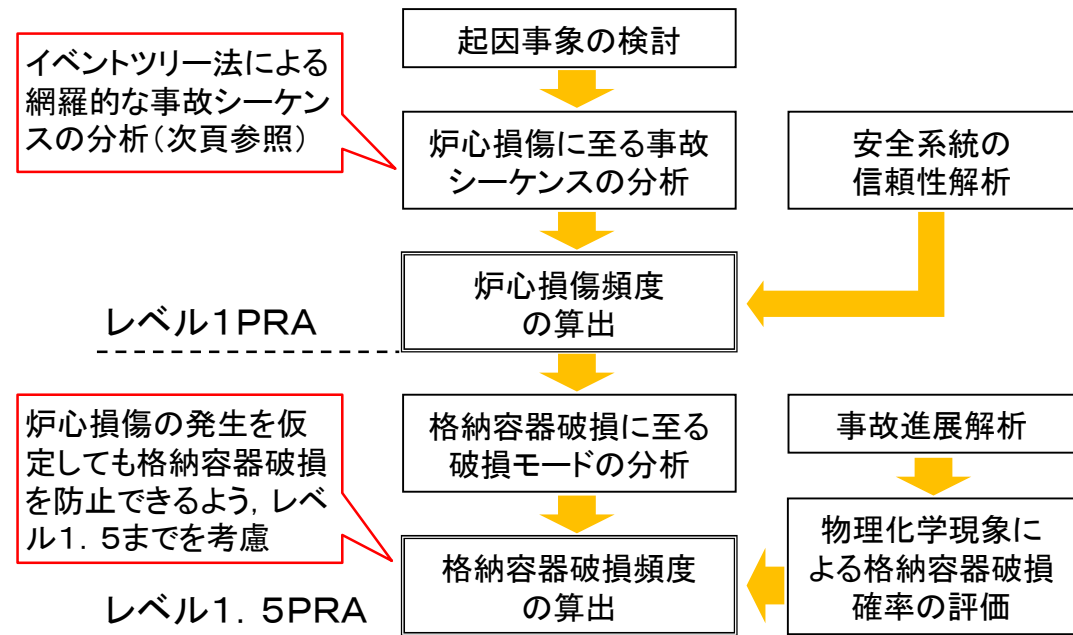 起因事象の検討
イベントツリー法による
網羅的な事故シーケン
スの分析（次頁参照）
炉心損傷に至る事故
シーケンスの分析
安全系統の
信頼性解析
炉心損傷頻度
の算出
レベル１PRA
炉心損傷の発生を仮
定しても格納容器破損
を防止できるよう，レベ
ル１．５までを考慮
格納容器破損に至る
破損モードの分析
事故進展解析
物理化学現象に
よる格納容器破損
確率の評価
格納容器破損頻度
の算出
レベル１．５PRA